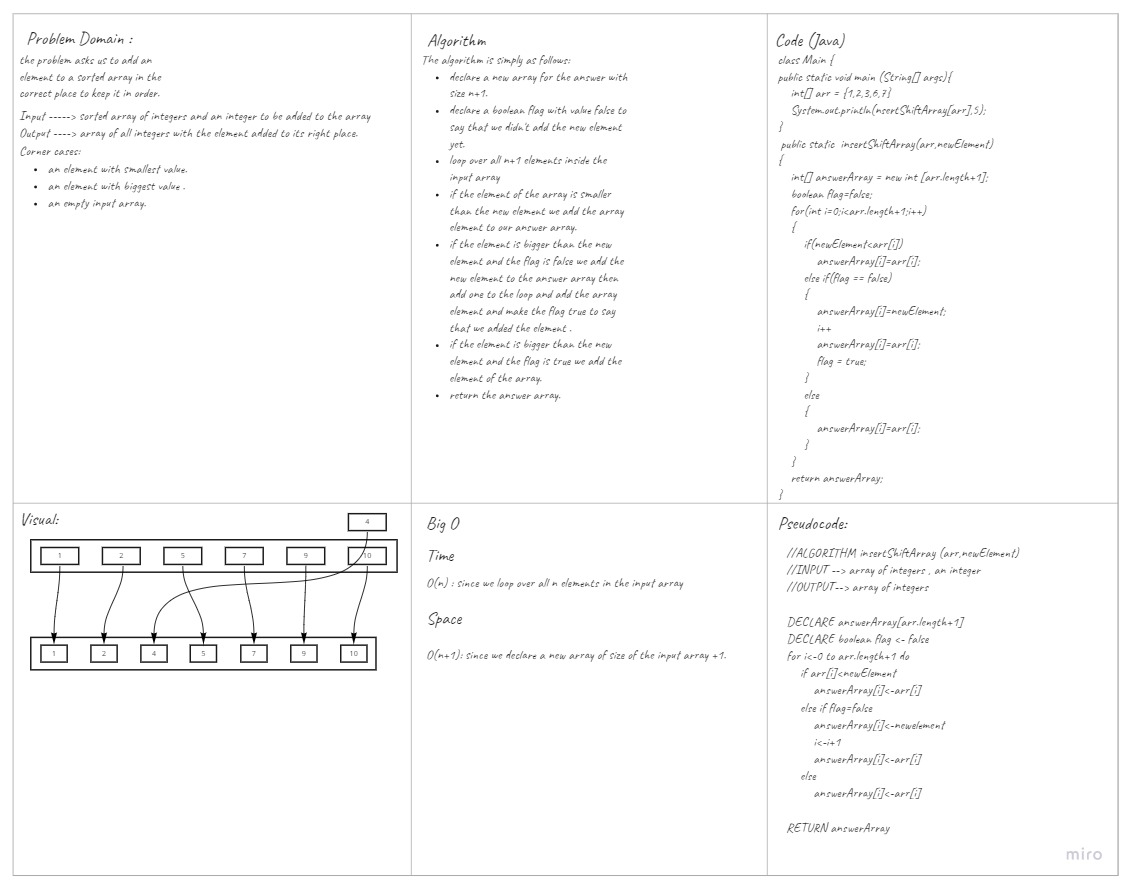 Problem Domain :
the problem asks us to add an
element to a sorted array in the
correct place to keep it in order.
Input -----> sorted array of integers and an integer to be added to the array
Output ----> array of all integers with the element added to its right place.
Corner cases:
• an element with smallest value.
• an element with biggest value .
• an empty input array.
Algorithm
The algorithm is simply as follows:
• declare a new array for the answer with
size n+1.
• declare a boolean flag with value false to
say that we didn't add the new element
yet.
• loop over all n+1 elements inside the
input array
• if the element of the array is smaller
than the new element we add the array
element to our answer array.
• if the element is bigger than the new
element and the flag is false we add the
new element to the answer array then
add one to the loop and add the array
element and make the flag true to say
that we added the element .
• if the element is bigger than the new
element and the flag is true we add the
element of the array.
• return the answer array.
Code (Java)
class Main {
public static void main (String[] args){
int[] arr = {1,2,3,6,7}
System.out.println(nsertShiftArray[arr],5);
}
public static insertShiftArray(arr,newElement)
{
int[] answerArray = new int [arr.length+1];
boolean flag=false;
for(int i=0;i<arr.length+1;i++)
{
if(newElement<arr[i])
answerArray[i]=arr[i];
else if(flag == false)
{
answerArray[i]=newElement;
i++
answerArray[i]=arr[i];
flag = true;
}
else
{
answerArray[i]=arr[i];
}
}
return answerArray;
}
Visual:
4
1 2 5 7 9 10
1 2 4 5 7 9 10
Big O
Time
O(n) : since we loop over all n elements in the input array
Space
O(n+1): since we declare a new array of size of the input array +1.
Pseudocode:
//ALGORITHM insertShiftArray (arr,newElement)
//INPUT --> array of integers , an integer
//OUTPUT--> array of integers
DECLARE answerArray[arr.length+1]
DECLARE boolean flag <- false
for i<-0 to arr.length+1 do
if arr[i]<newElement
answerArray[i]<-arr[i]
else if flag=false
answerArray[i]<-newelement
i<-i+1
answerArray[i]<-arr[i]
else
answerArray[i]<-arr[i]
RETURN answerArray
miro